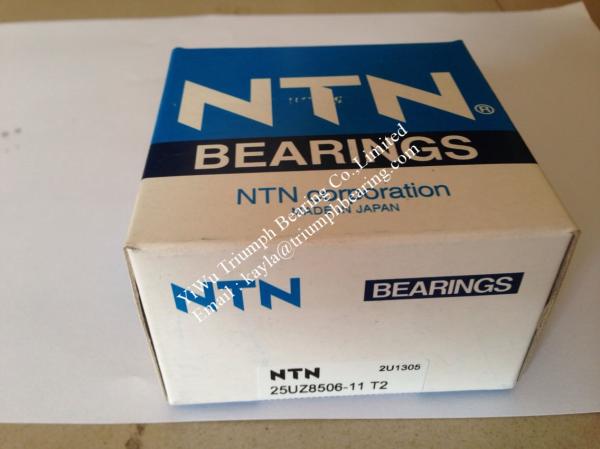 NTN®
BEARINGS
NTN corporation
MADE IN JAPAN
YiWu Triumph Bearing Co.,Limited
Email : kayla@triumphbearing.com
NTN
BEARINGS
NTN 2U1305
25UZ8506-11 T2